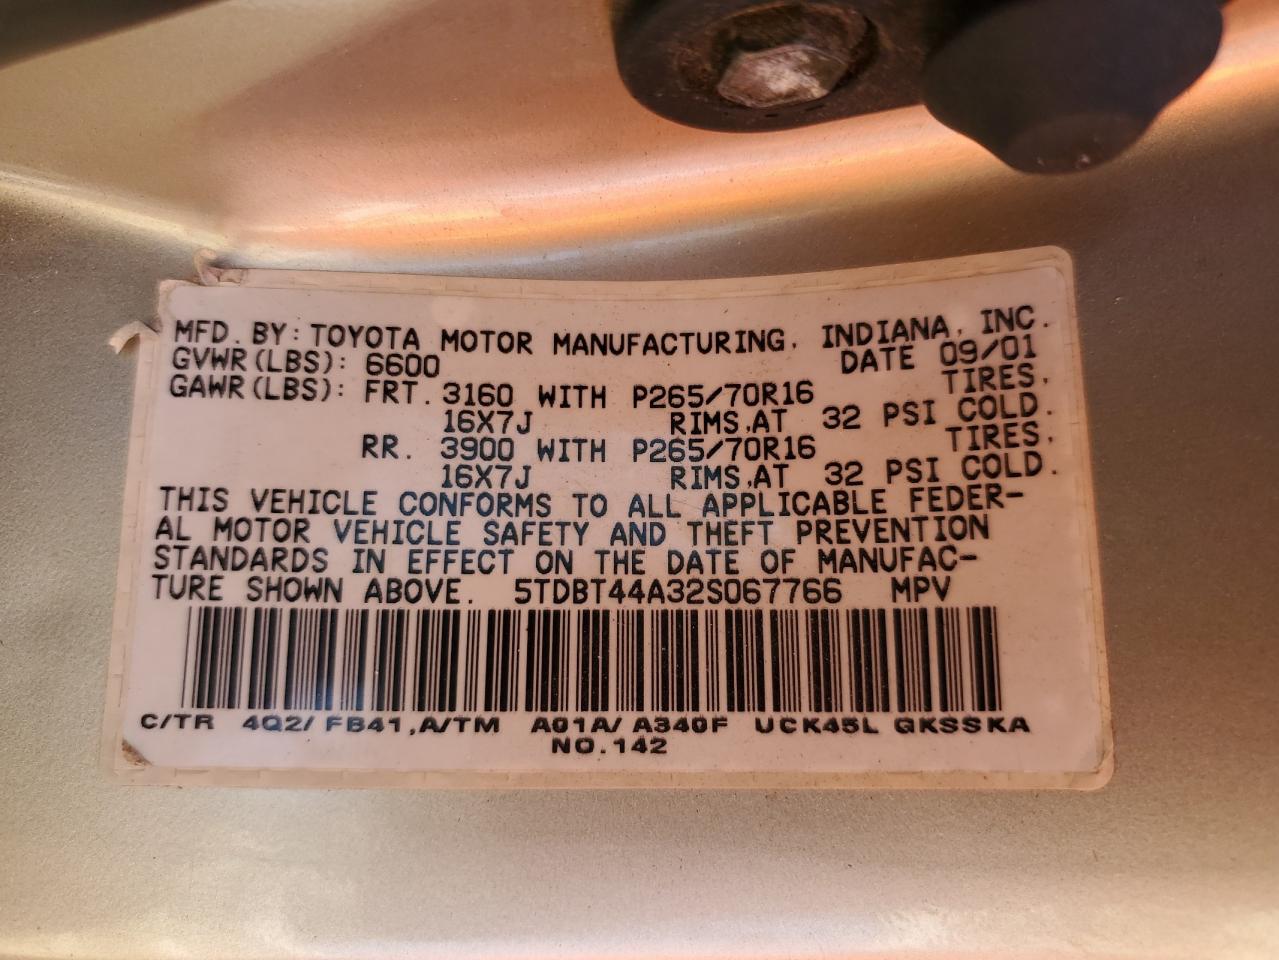 MFD. BY: TOYOTA MOTOR MANUFACTURING, INDIANA, INC.
GVWR(LBS): 6600 DATE 09/01
GAWR(LBS): FRT. 3160 WITH P265/70R16 TIRES,
16X7J RIMS,AT 32 PSI COLD.
RR. 3900 WITH P265/70R16 TIRES,
16X7J RIMS,AT 32 PSI COLD.
THIS VEHICLE CONFORMS TO ALL APPLICABLE FEDER-
AL MOTOR VEHICLE SAFETY AND THEFT PREVENTION
STANDARDS IN EFFECT ON THE DATE OF MANUFAC-
TURE SHOWN ABOVE. 5TDBT44A32S067766 MPV
C/TR 4Q2/ FB41,A/TM A01A/ A340F UCK45L GKSSKA
NO.142